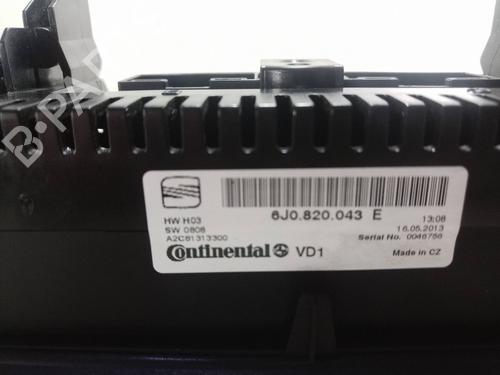 B-PARTS
6J0.820.043 E
HW H03 13:08
SW 0808 16.05.2013
A2C81313300 Serial No. 0046756
Continental VD1 Made in CZ